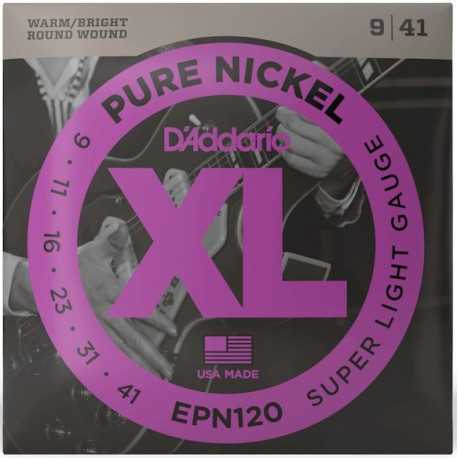 WARM/BRIGHT
ROUND WOUND
9|41
PURE NICKEL
D'Addario
XL
9 • 11 • 16 • 23 • 31 • 41
SUPER LIGHT GAUGE
USA MADE
EPN120